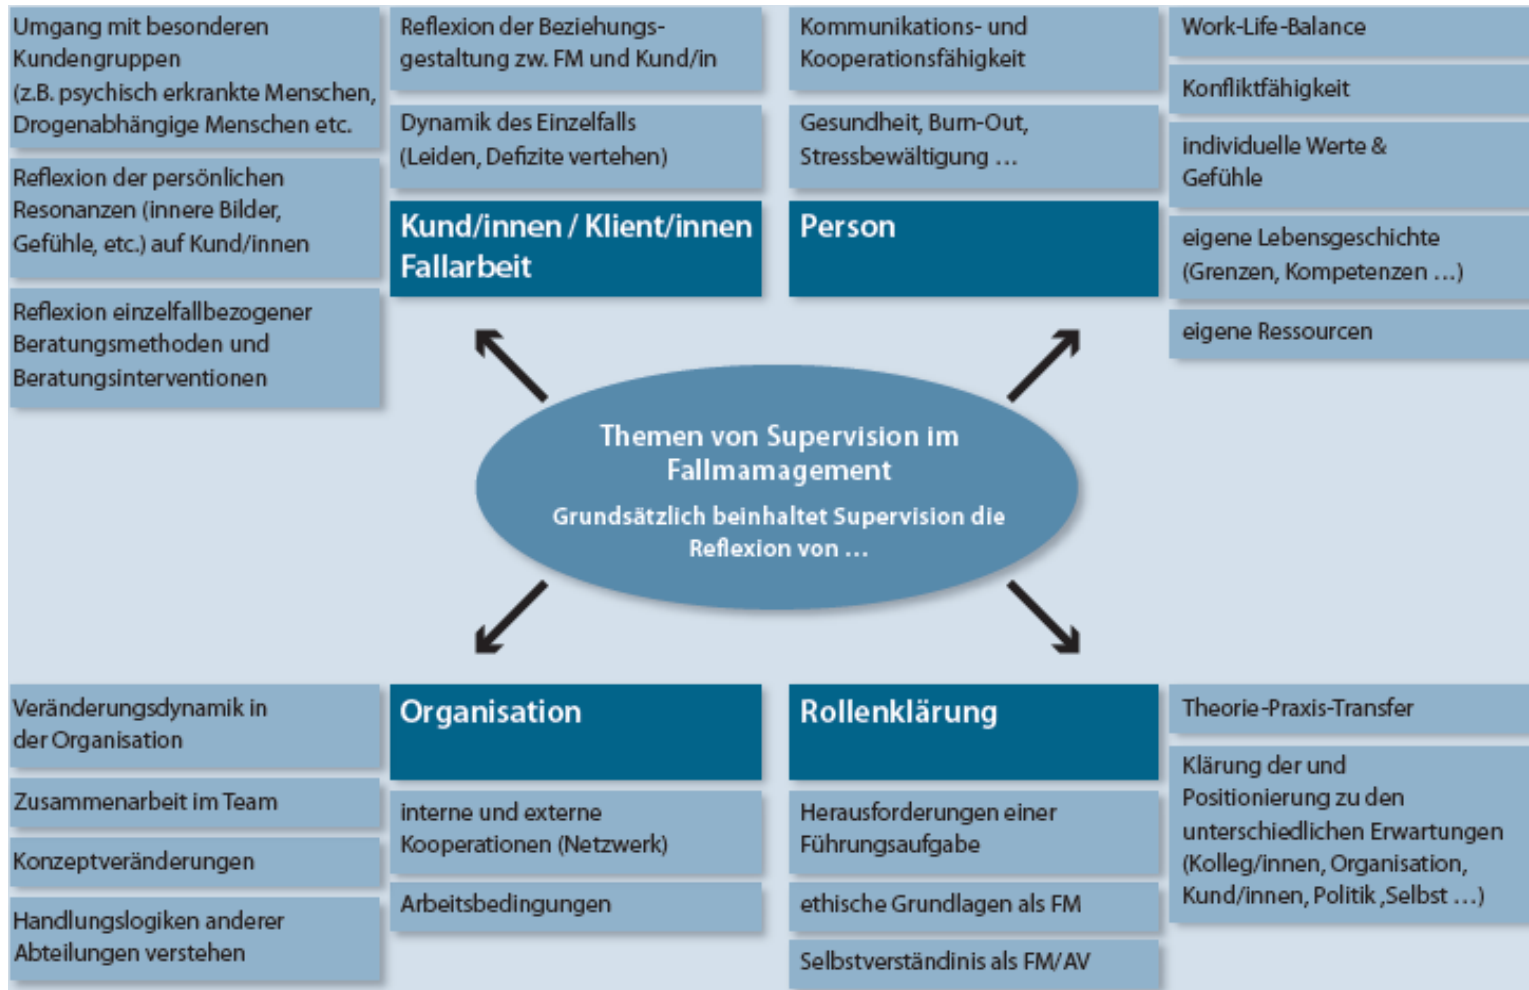 Umgang mit besonderen
Kundengruppen
(z.B. psychisch erkrankte Menschen,
Drogenabhängige Menschen etc.
Reflexion der persönlichen
Resonanzen (innere Bilder,
Gefühle, etc.) auf Kund/innen
Reflexion einzelfallbezogener
Beratungsmethoden und
Beratungsinterventionen
Reflexion der Beziehungs-
gestaltung zw. FM und Kund/in
Dynamik des Einzelfalls
(Leiden, Defizite vertehen)
Kund/innen / Klient/innen
Fallarbeit
Kommunikations- und
Kooperationsfähigkeit
Gesundheit, Burn-Out,
Stressbewältigung …
Person
Work-Life-Balance
Konfliktfähigkeit
individuelle Werte &
Gefühle
eigene Lebensgeschichte
(Grenzen, Kompetenzen …)
eigene Ressourcen
Themen von Supervision im
Fallmamagement
Grundsätzlich beinhaltet Supervision die
Reflexion von …
Veränderungsdynamik in
der Organisation
Zusammenarbeit im Team
Konzeptveränderungen
Handlungslogiken anderer
Abteilungen verstehen
Organisation
interne und externe
Kooperationen (Netzwerk)
Arbeitsbedingungen
Rollenklärung
Herausforderungen einer
Führungsaufgabe
ethische Grundlagen als FM
Selbstverständinis als FM/AV
Theorie-Praxis-Transfer
Klärung der und
Positionierung zu den
unterschiedlichen Erwartungen
(Kolleg/innen, Organisation,
Kund/innen, Politik ,Selbst …)